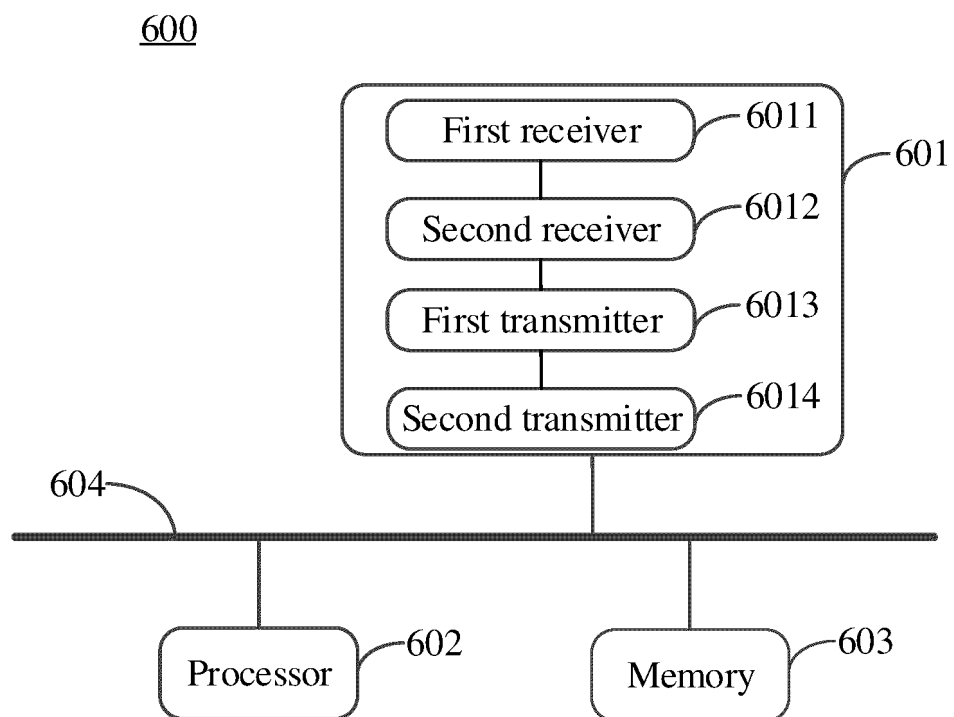 600
First receiver
6011
601
Second receiver
6012
First transmitter
6013
Second transmitter
6014
604
Processor
602
Memory
603